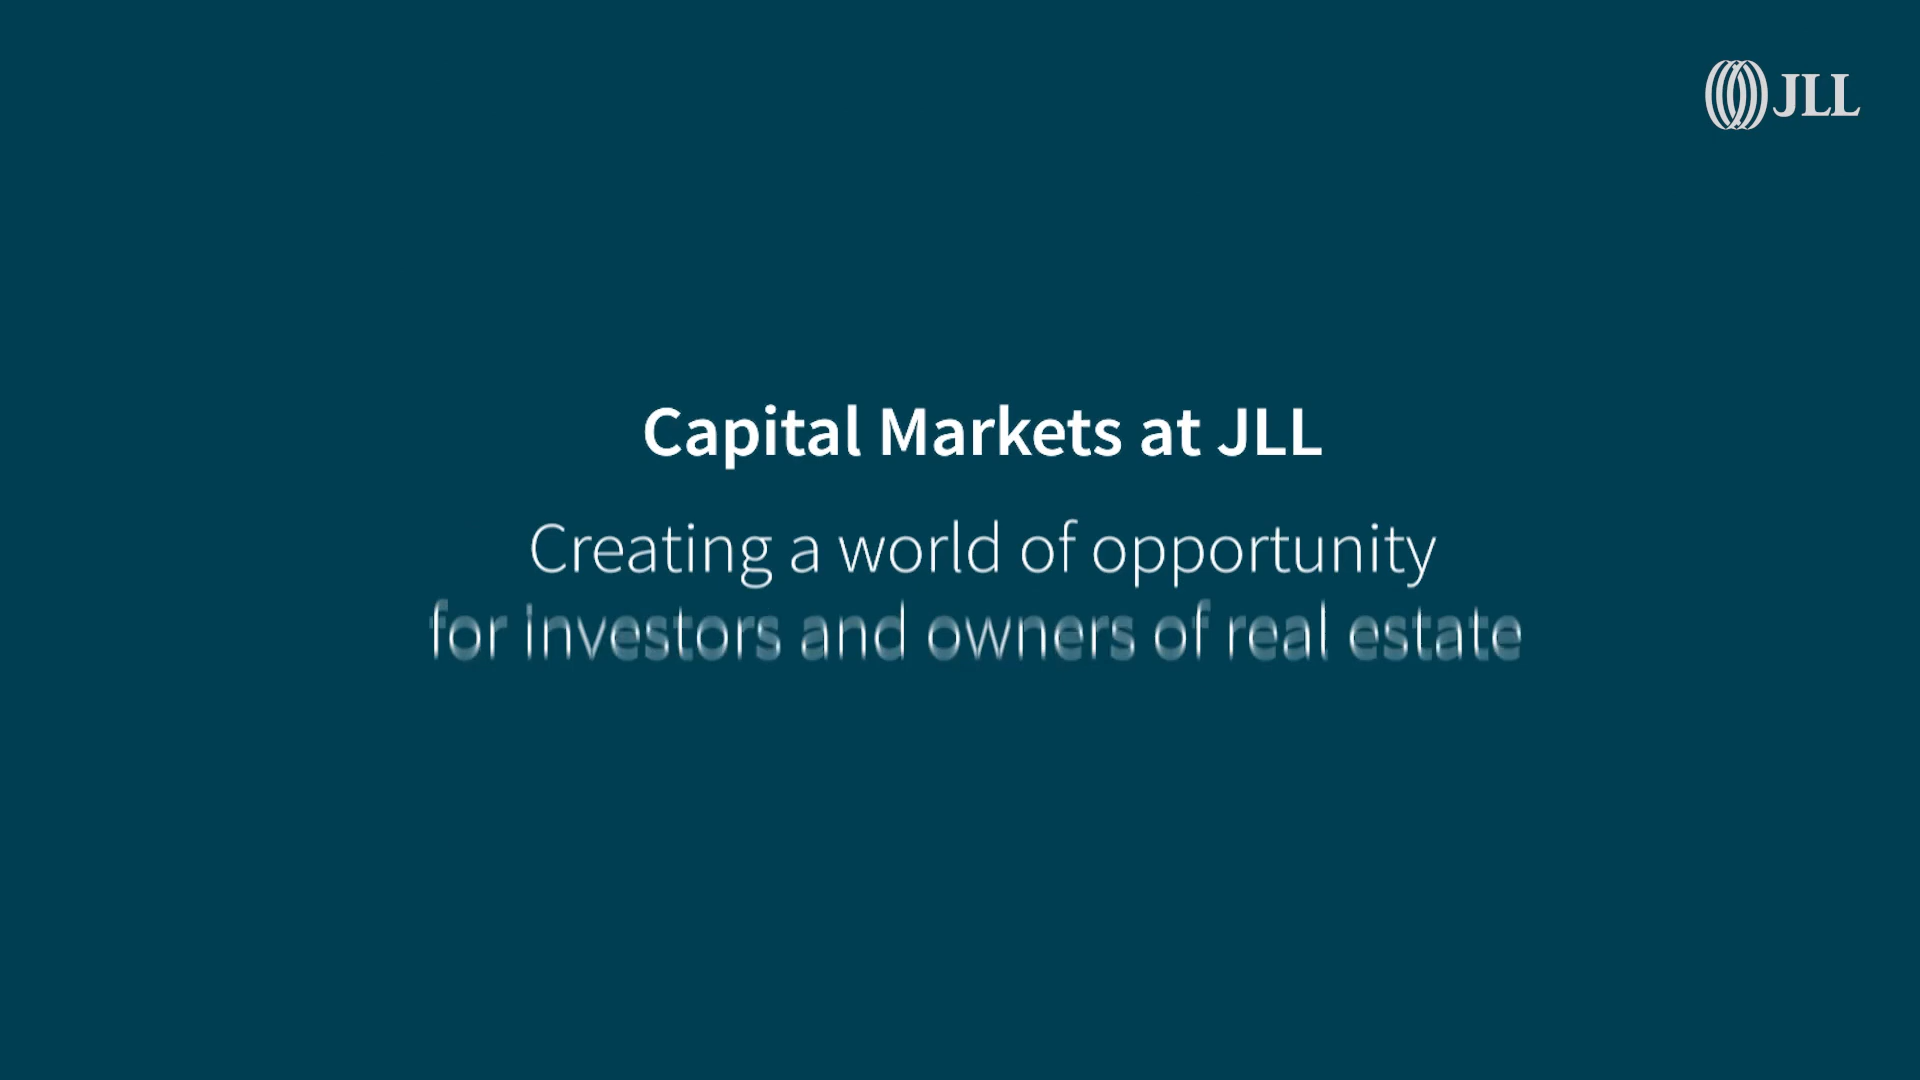 JLL
Capital Markets at JLL
Creating a world of opportunity
for investors and owners of real estate